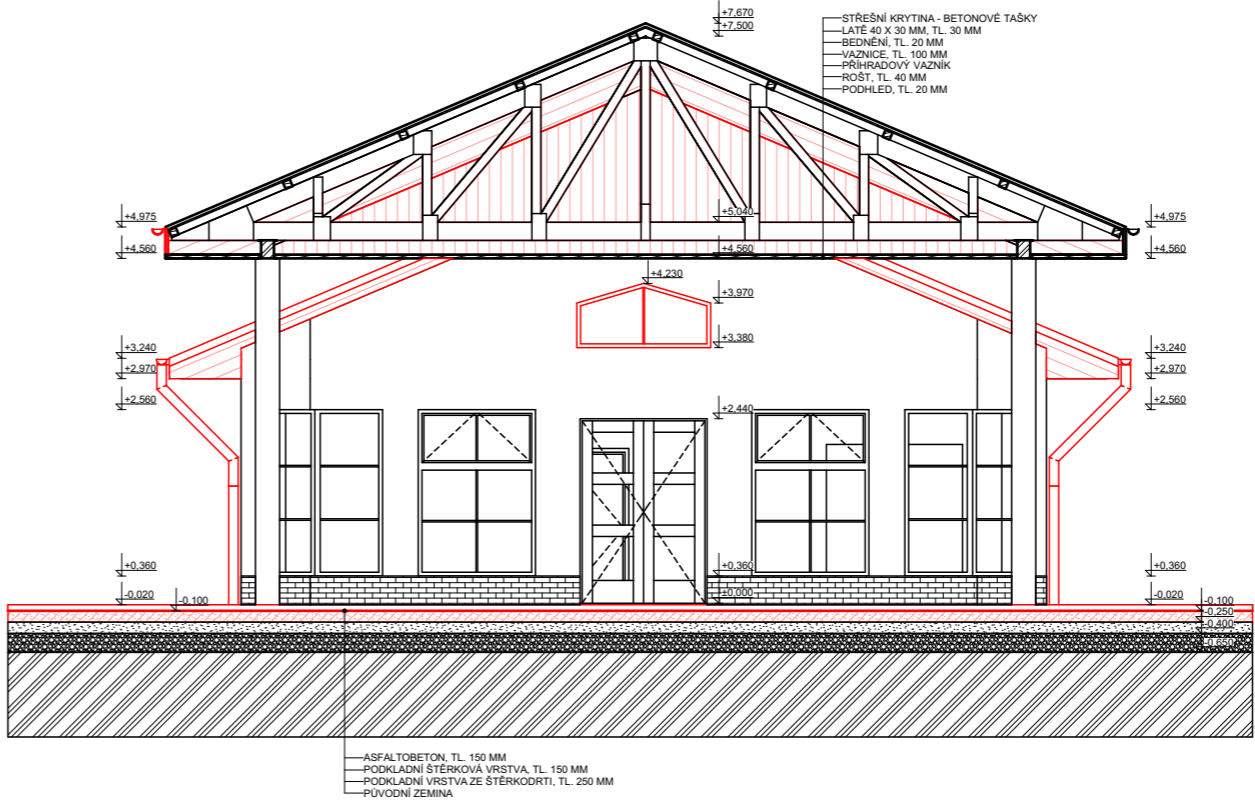 +7,670
+7,500
STŘEŠNÍ KRYTINA - BETONOVÉ TAŠKY
LATĚ 40 X 30 MM, TL. 30 MM
BEDNĚNÍ, TL. 20 MM
VAZNICE, TL. 100 MM
PŘÍHRADOVÝ VAZNÍK
ROŠT, TL. 40 MM
PODHLED, TL. 20 MM
+4,975
+5,040
+4,975
+4,560
+4,560
+4,560
+4,230
+3,970
+3,380
+3,240
+3,240
+2,970
+2,970
+2,560
+2,440
+2,560
+0,360
+0,360
+0,360
-0,020
-0,100
±0,000
-0,020
-0,100
-0,250
-0,400
-0,650
ASFALTOBETON, TL. 150 MM
PODKLADNÍ ŠTĚRKOVÁ VRSTVA, TL. 150 MM
PODKLADNÍ VRSTVA ZE ŠTĚRKODRTI, TL. 250 MM
PŮVODNÍ ZEMINA